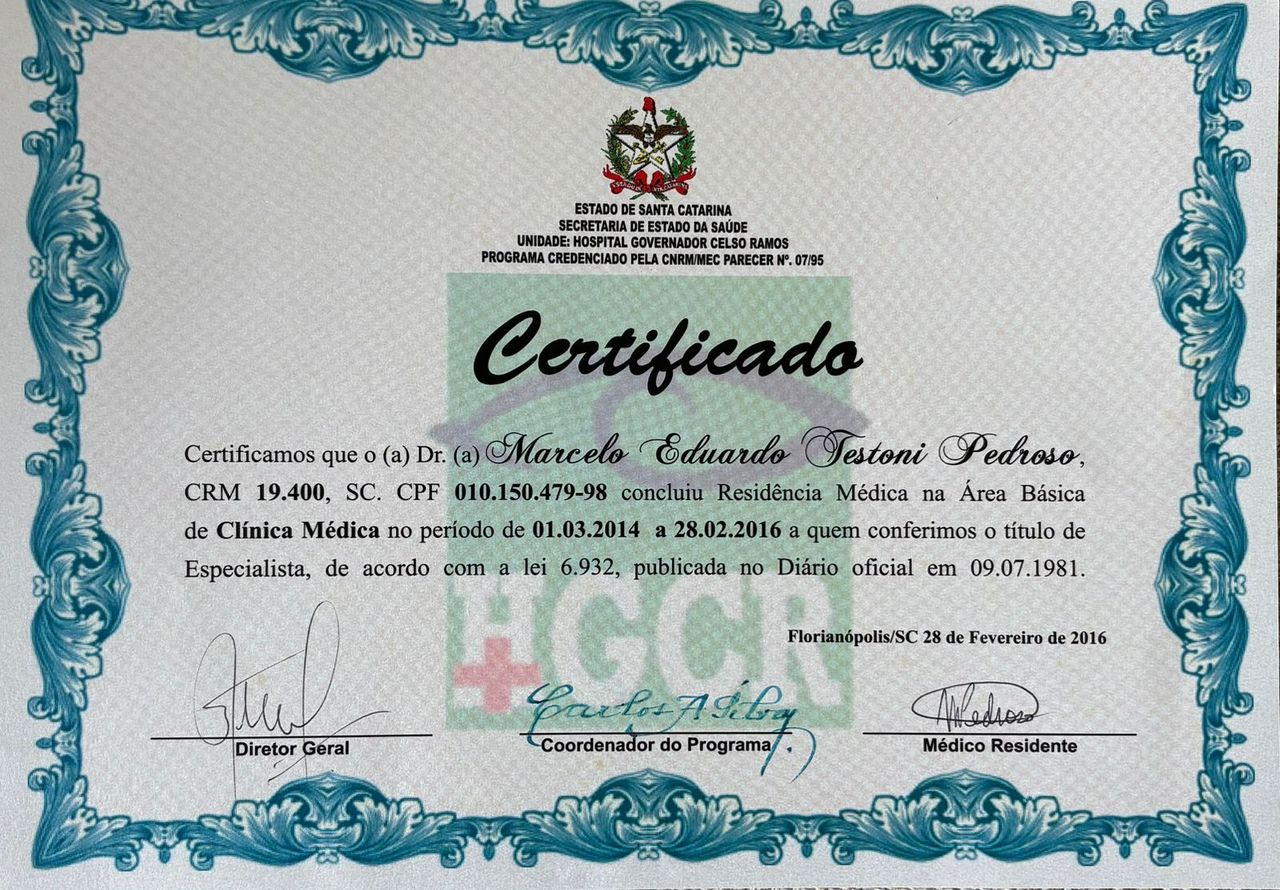 ESTADO DE SANTA CATARINA
SECRETARIA DE ESTADO DA SAÚDE
UNIDADE: HOSPITAL GOVERNADOR CELSO RAMOS
PROGRAMA CREDENCIADO PELA CNRM/MEC PARECER Nº. 07/95
Certificado
Certificamos que o (a) Dr. (a) Marcelo Eduardo Testoni Pedroso,
CRM 19.400, SC. CPF 010.150.479-98 concluiu Residência Médica na Área Básica
de Clínica Médica no período de 01.03.2014 a 28.02.2016 a quem conferimos o título de
Especialista, de acordo com a lei 6.932, publicada no Diário oficial em 09.07.1981.
HGCR
Florianópolis/SC 28 de Fevereiro de 2016
Carlos A Silva MPedroso
Diretor Geral Coordenador do Programa Médico Residente